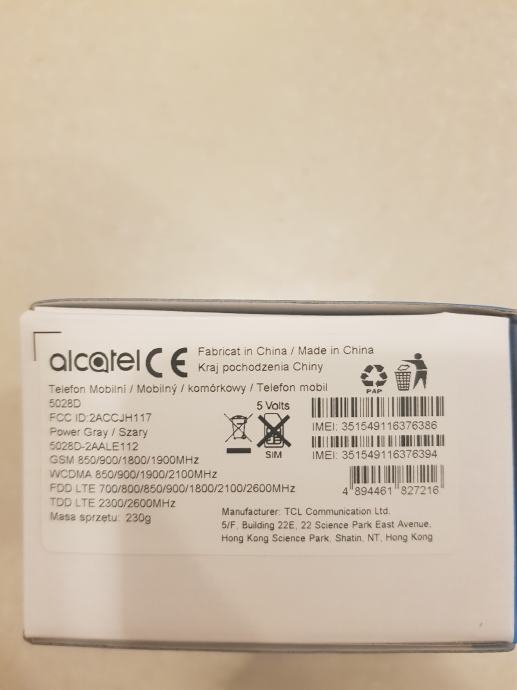 alcatel CE
Fabricat in China / Made in China
Kraj pochodzenia Chiny
PAP
Telefon Mobilní / Mobilný / komórkowy / Telefon mobil
5028D
FCC ID:2ACCJH117
Power Gray / Szary
5028D-2AALE112
GSM 850/900/1800/1900MHz
WCDMA 850/900/1900/2100MHz
FDD LTE 700/800/850/900/1800/2100/2600MHz
TDD LTE 2300/2600MHz
Masa sprzętu: 230g
5 Volts
SIM
IMEI: 351549116376386
IMEI: 351549116376394
4 894461 827216
Manufacturer: TCL Communication Ltd.
5/F, Building 22E, 22 Science Park East Avenue,
Hong Kong Science Park, Shatin, NT, Hong Kong